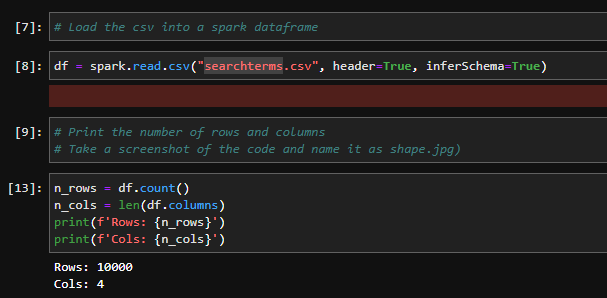 [7]: # Load the csv into a spark dataframe
[8]: df = spark.read.csv("searchterms.csv", header=True, inferSchema=True)
[9]: # Print the number of rows and columns
# Take a screenshot of the code and name it as shape.jpg)
[13]: n_rows = df.count()
n_cols = len(df.columns)
print(f'Rows: {n_rows}')
print(f'Cols: {n_cols}')
Rows: 10000
Cols: 4